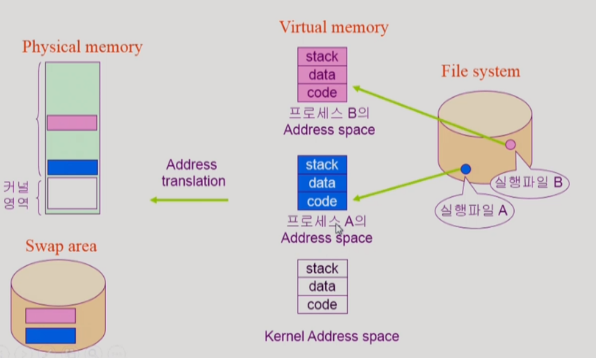 Virtual memory
Physical memory
File system
stack
data
code
프로세스 B의
Address space
Address
translation
stack
data
code
프로세스 A의
Address space
실행파일 B
실행파일 A
커널
영역
Swap area
stack
data
code
Kernel Address space